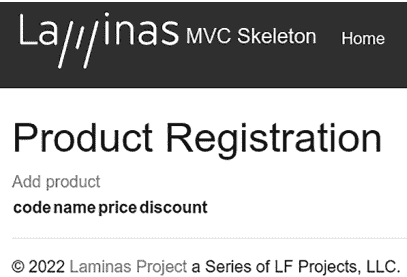 Laminas MVC Skeleton Home
Product Registration
Add product
code name price discount
© 2022 Laminas Project a Series of LF Projects, LLC.